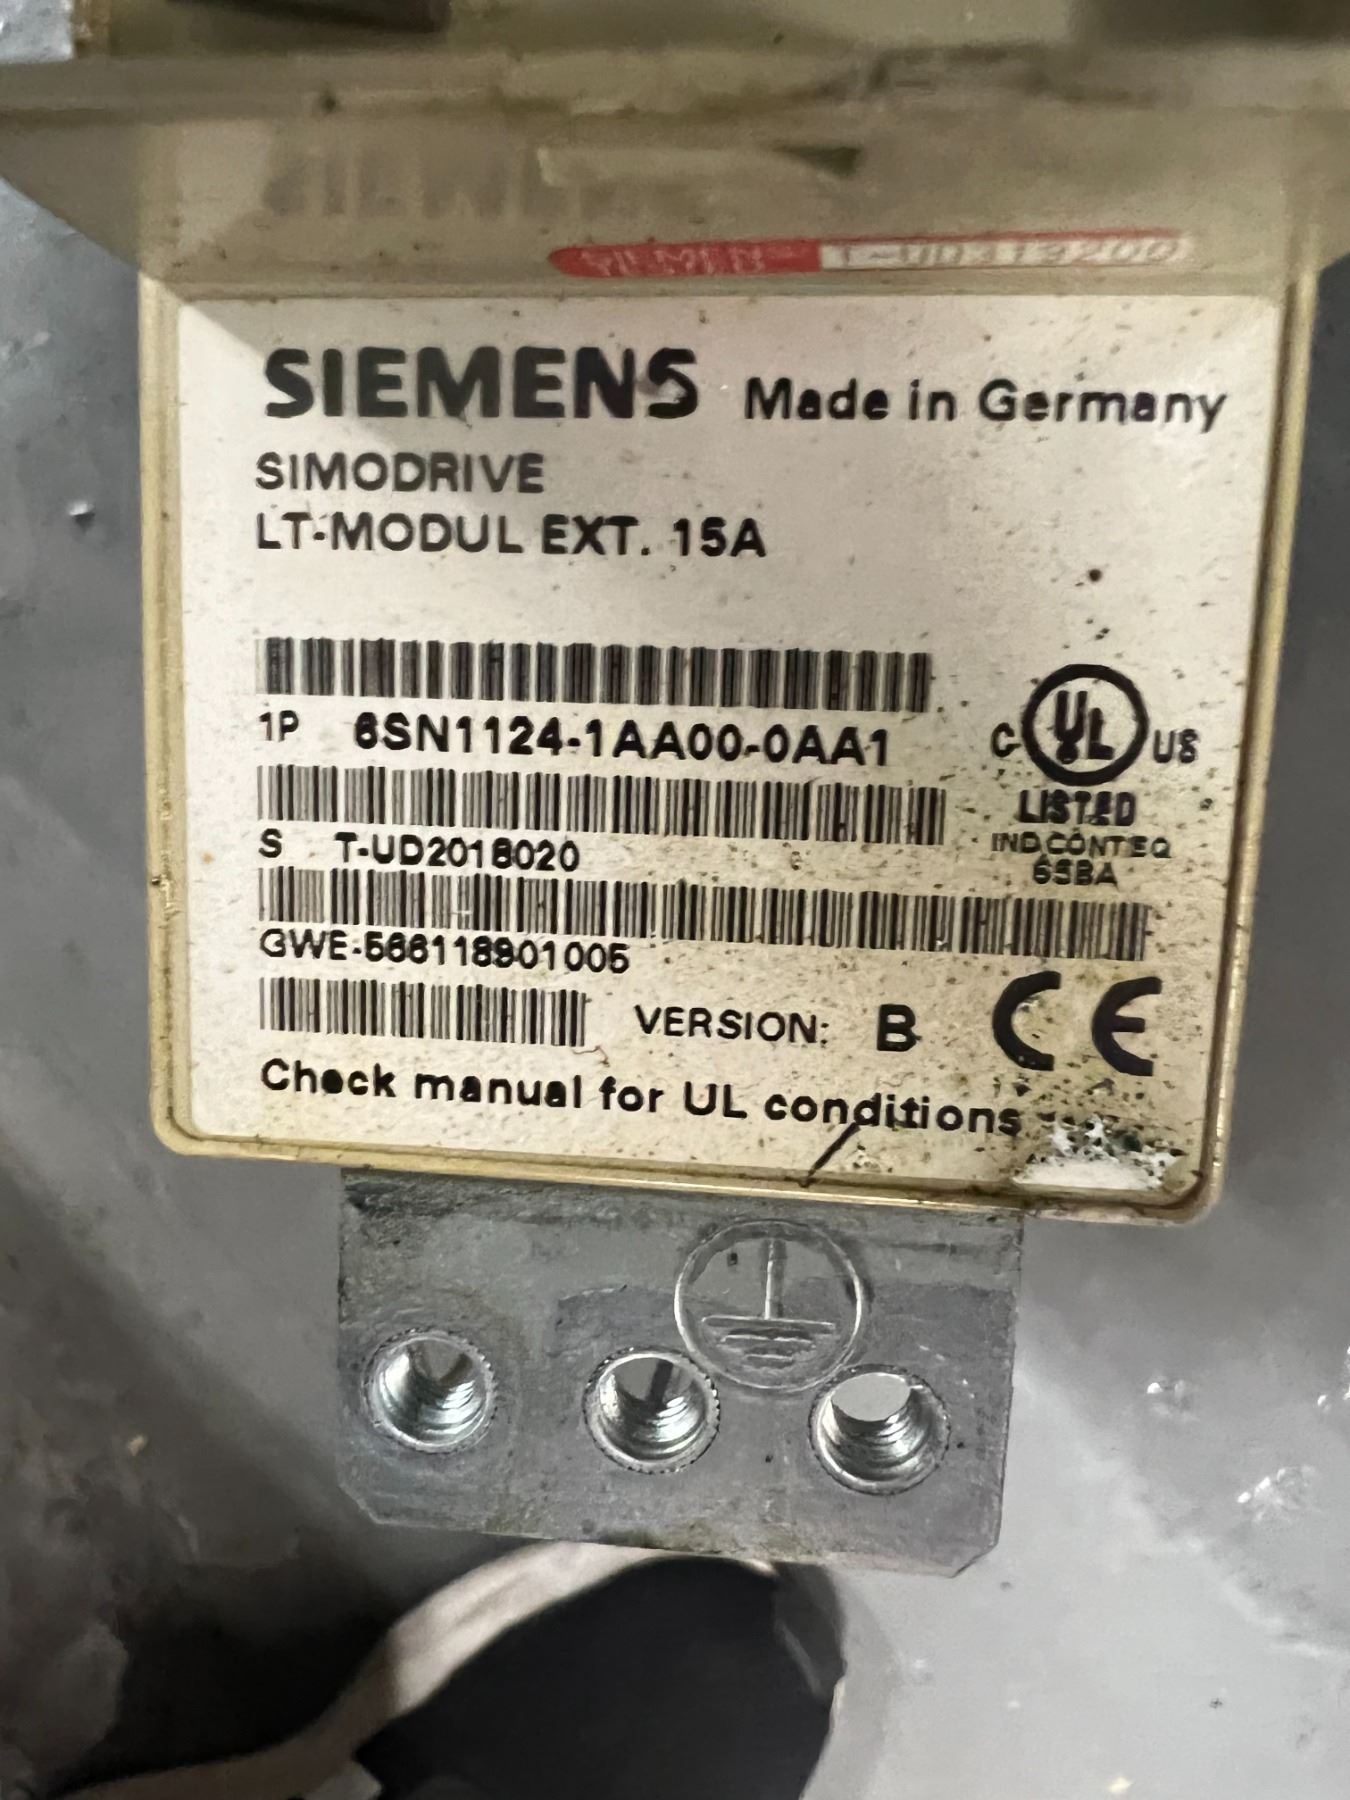 SIEMENS
SIEMENS Made in Germany
SIMODRIVE
LT-MODUL EXT. 15A
1P 6SN1124-1AA00-0AA1
C UL US
LISTED
IND.CONT.EQ
S T-UD2018020
GWE-566118901005
VERSION: B CE
Check manual for UL conditions